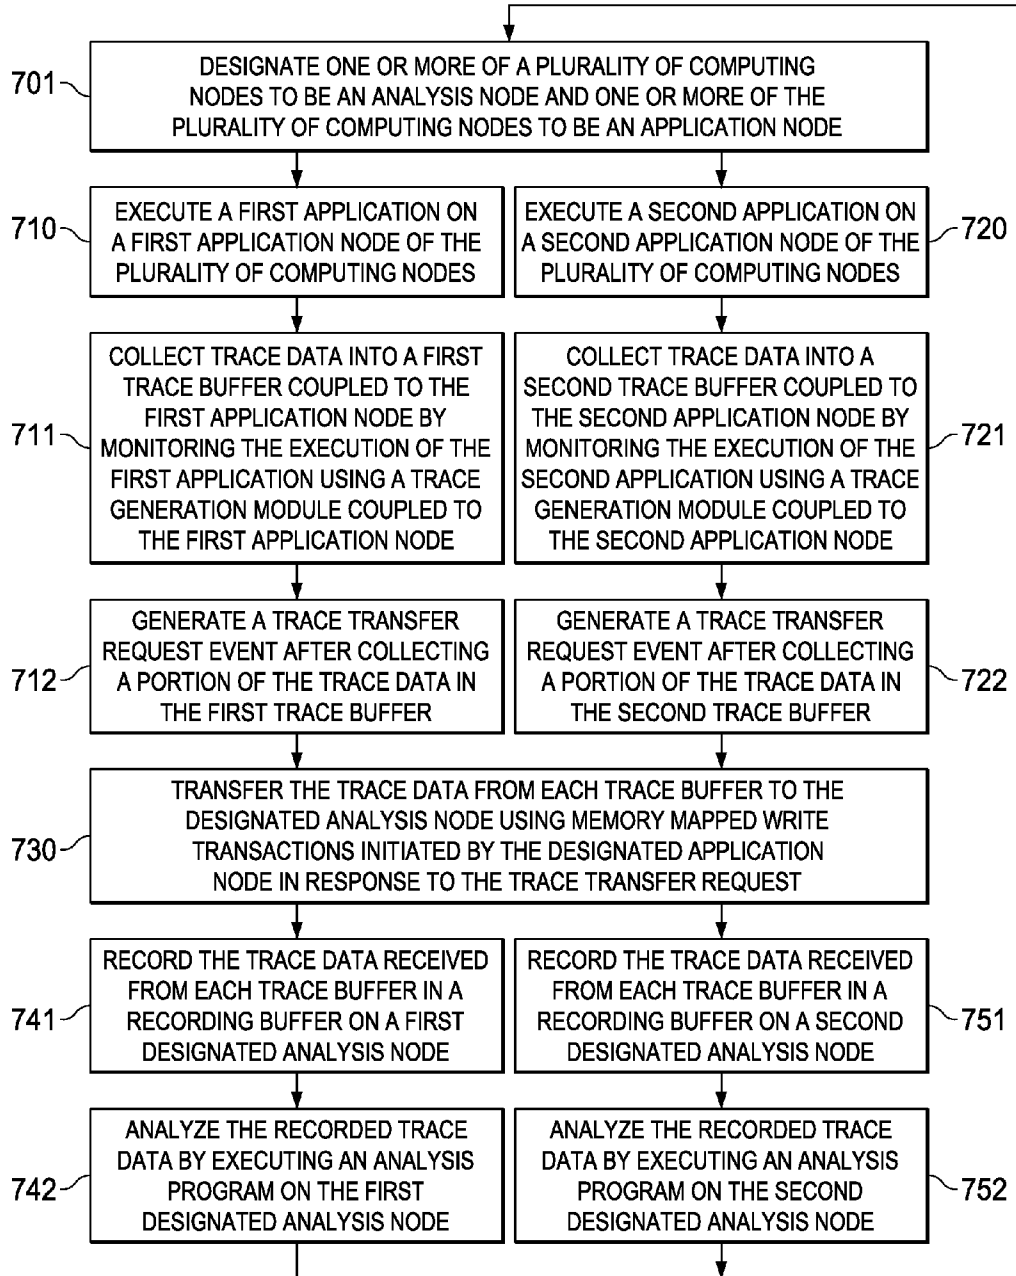 701
DESIGNATE ONE OR MORE OF A PLURALITY OF COMPUTING
NODES TO BE AN ANALYSIS NODE AND ONE OR MORE OF THE
PLURALITY OF COMPUTING NODES TO BE AN APPLICATION NODE
710
EXECUTE A FIRST APPLICATION ON
A FIRST APPLICATION NODE OF THE
PLURALITY OF COMPUTING NODES
EXECUTE A SECOND APPLICATION ON
A SECOND APPLICATION NODE OF THE
PLURALITY OF COMPUTING NODES
720
711
COLLECT TRACE DATA INTO A FIRST
TRACE BUFFER COUPLED TO THE
FIRST APPLICATION NODE BY
MONITORING THE EXECUTION OF THE
FIRST APPLICATION USING A TRACE
GENERATION MODULE COUPLED TO
THE FIRST APPLICATION NODE
COLLECT TRACE DATA INTO A
SECOND TRACE BUFFER COUPLED TO
THE SECOND APPLICATION NODE BY
MONITORING THE EXECUTION OF THE
SECOND APPLICATION USING A TRACE
GENERATION MODULE COUPLED TO
THE SECOND APPLICATION NODE
721
712
GENERATE A TRACE TRANSFER
REQUEST EVENT AFTER COLLECTING
A PORTION OF THE TRACE DATA IN
THE FIRST TRACE BUFFER
GENERATE A TRACE TRANSFER
REQUEST EVENT AFTER COLLECTING
A PORTION OF THE TRACE DATA IN
THE SECOND TRACE BUFFER
722
730
TRANSFER THE TRACE DATA FROM EACH TRACE BUFFER TO THE
DESIGNATED ANALYSIS NODE USING MEMORY MAPPED WRITE
TRANSACTIONS INITIATED BY THE DESIGNATED APPLICATION
NODE IN RESPONSE TO THE TRACE TRANSFER REQUEST
741
RECORD THE TRACE DATA RECEIVED
FROM EACH TRACE BUFFER IN A
RECORDING BUFFER ON A FIRST
DESIGNATED ANALYSIS NODE
RECORD THE TRACE DATA RECEIVED
FROM EACH TRACE BUFFER IN A
RECORDING BUFFER ON A SECOND
DESIGNATED ANALYSIS NODE
751
742
ANALYZE THE RECORDED TRACE
DATA BY EXECUTING AN ANALYSIS
PROGRAM ON THE FIRST
DESIGNATED ANALYSIS NODE
ANALYZE THE RECORDED TRACE
DATA BY EXECUTING AN ANALYSIS
PROGRAM ON THE SECOND
DESIGNATED ANALYSIS NODE
752